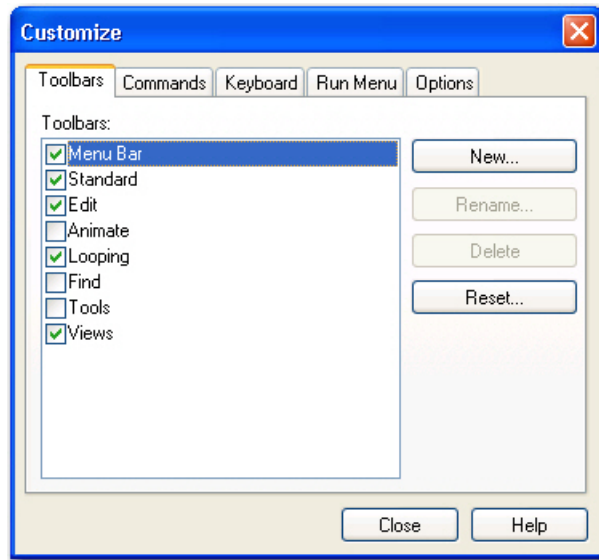 Customize
Toolbars Commands Keyboard Run Menu Options
Toolbars:
Menu Bar
Standard
Edit
Animate
Looping
Find
Tools
Views
New...
Rename...
Delete
Reset...
Close Help